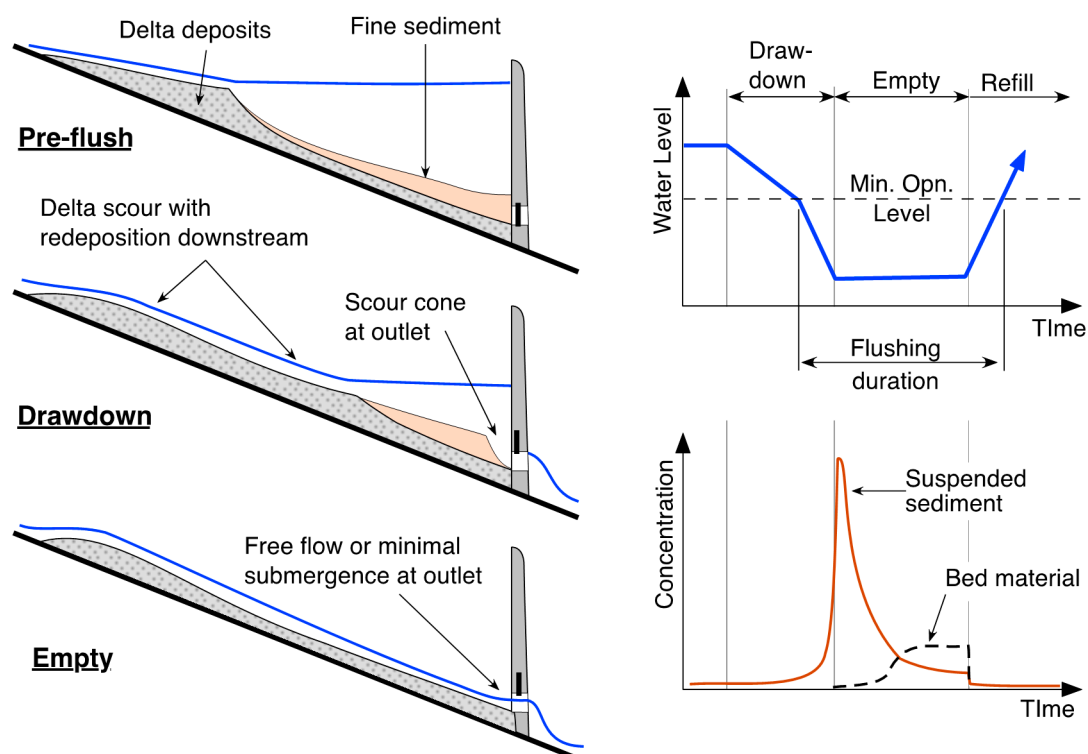 Delta deposits
Fine sediment
Pre-flush
Delta scour with
redeposition downstream
Scour cone
at outlet
Drawdown
Free flow or minimal
submergence at outlet
Empty
Draw-
down
Empty
Refill
Water Level
Min. Opn.
Level
TIme
Flushing
duration
Concentration
Suspended
sediment
Bed material
TIme